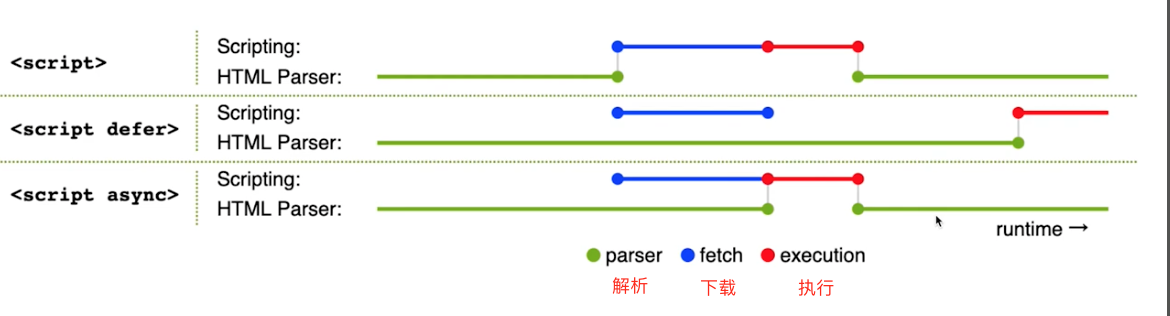 <script>
Scripting:
HTML Parser:
<script defer>
Scripting:
HTML Parser:
<script async>
Scripting:
HTML Parser:
runtime →
parser fetch execution
解析 下载 执行